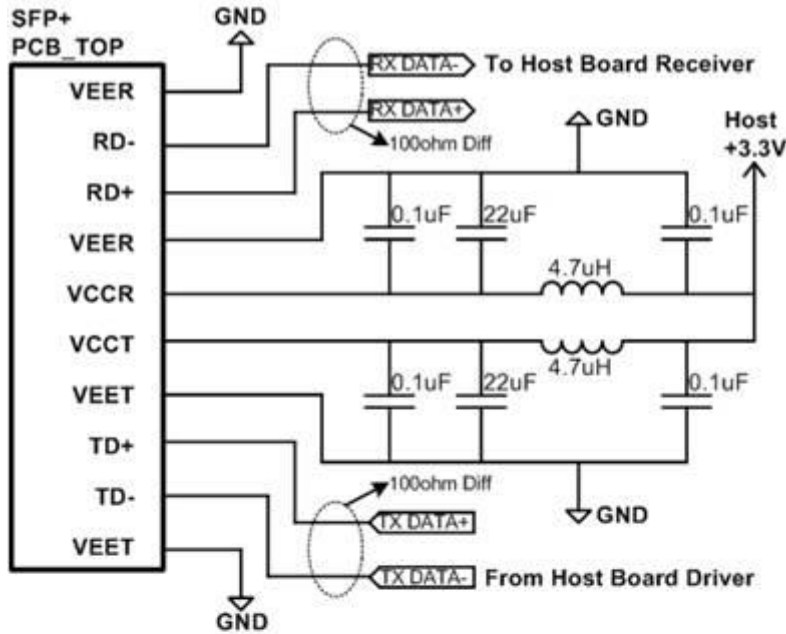 SFP+
PCB_TOP
GND
VEER
RD-
RD+
VEER
VCCR
VCCT
VEET
TD+
TD-
VEET
RX DATA-
To Host Board Receiver
RX DATA+
100ohm Diff
GND
Host
+3.3V
0.1uF
22uF
0.1uF
4.7uH
4.7uH
0.1uF
22uF
0.1uF
100ohm Diff
GND
TX DATA+
TX DATA-
From Host Board Driver
GND